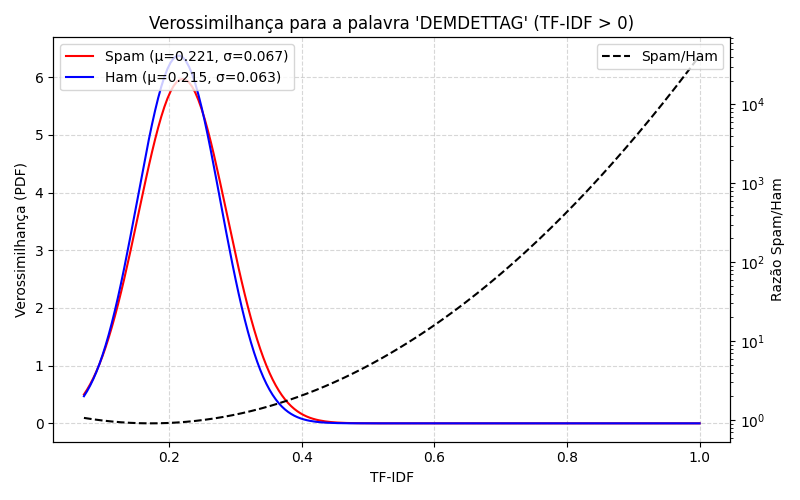 Verossimilhança para a palavra 'DEMDETTAG' (TF-IDF > 0)
Spam (μ=0.221, σ=0.067)
Ham (μ=0.215, σ=0.063)
Spam/Ham
Verossimilhança (PDF)
6
5
4
3
2
1
0
10⁴
10³
10²
10¹
10⁰
Razão Spam/Ham
0.2
0.4
0.6
0.8
1.0
TF-IDF